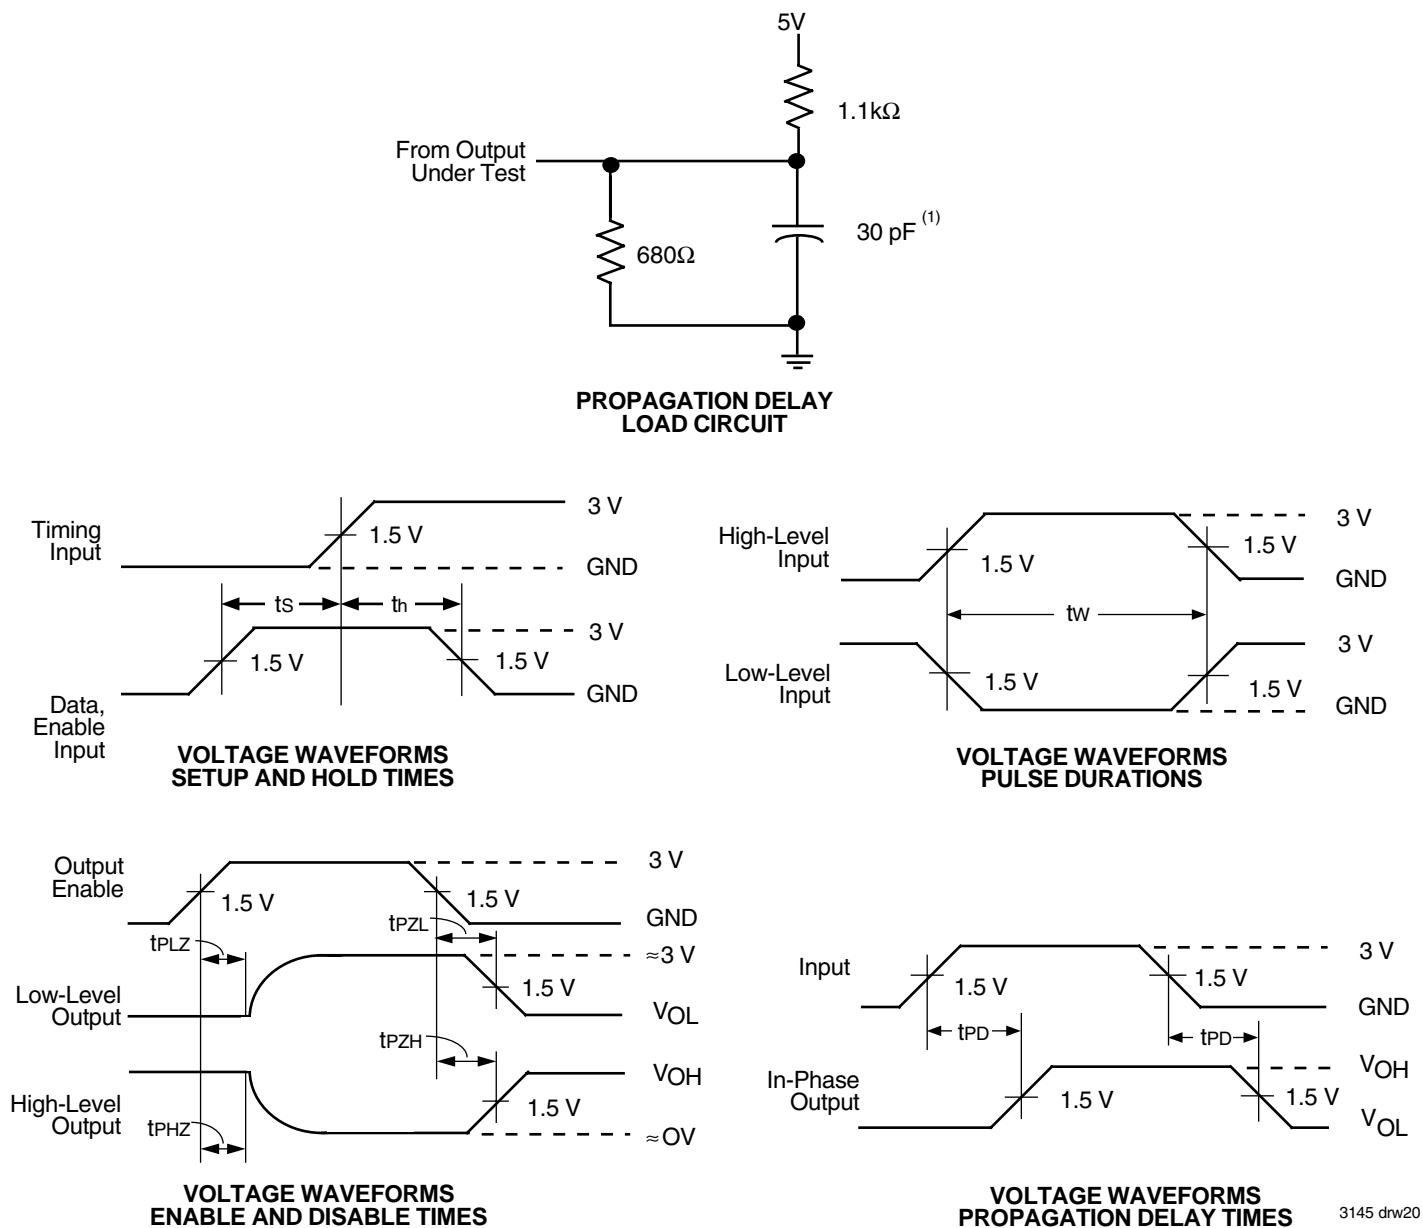 5V
1.1kΩ
From Output
Under Test
30 pF (1)
680Ω
PROPAGATION DELAY
LOAD CIRCUIT
Timing
Input
3 V
1.5 V
GND
tS
th
3 V
1.5 V
1.5 V
GND
Data,
Enable
Input
VOLTAGE WAVEFORMS
SETUP AND HOLD TIMES
High-Level
Input
3 V
1.5 V
1.5 V
GND
tW
Low-Level
Input
3 V
1.5 V
1.5 V
GND
VOLTAGE WAVEFORMS
PULSE DURATIONS
Output
Enable
3 V
1.5 V
1.5 V
GND
tPLZ
tPZL
≈3 V
Low-Level
Output
1.5 V
VOL
tPZH
VOH
High-Level
Output
1.5 V
tPHZ
≈OV
VOLTAGE WAVEFORMS
ENABLE AND DISABLE TIMES
Input
3 V
1.5 V
1.5 V
GND
tPD
tPD
In-Phase
Output
VOH
1.5 V
1.5 V
VOL
VOLTAGE WAVEFORMS
PROPAGATION DELAY TIMES
3145 drw20